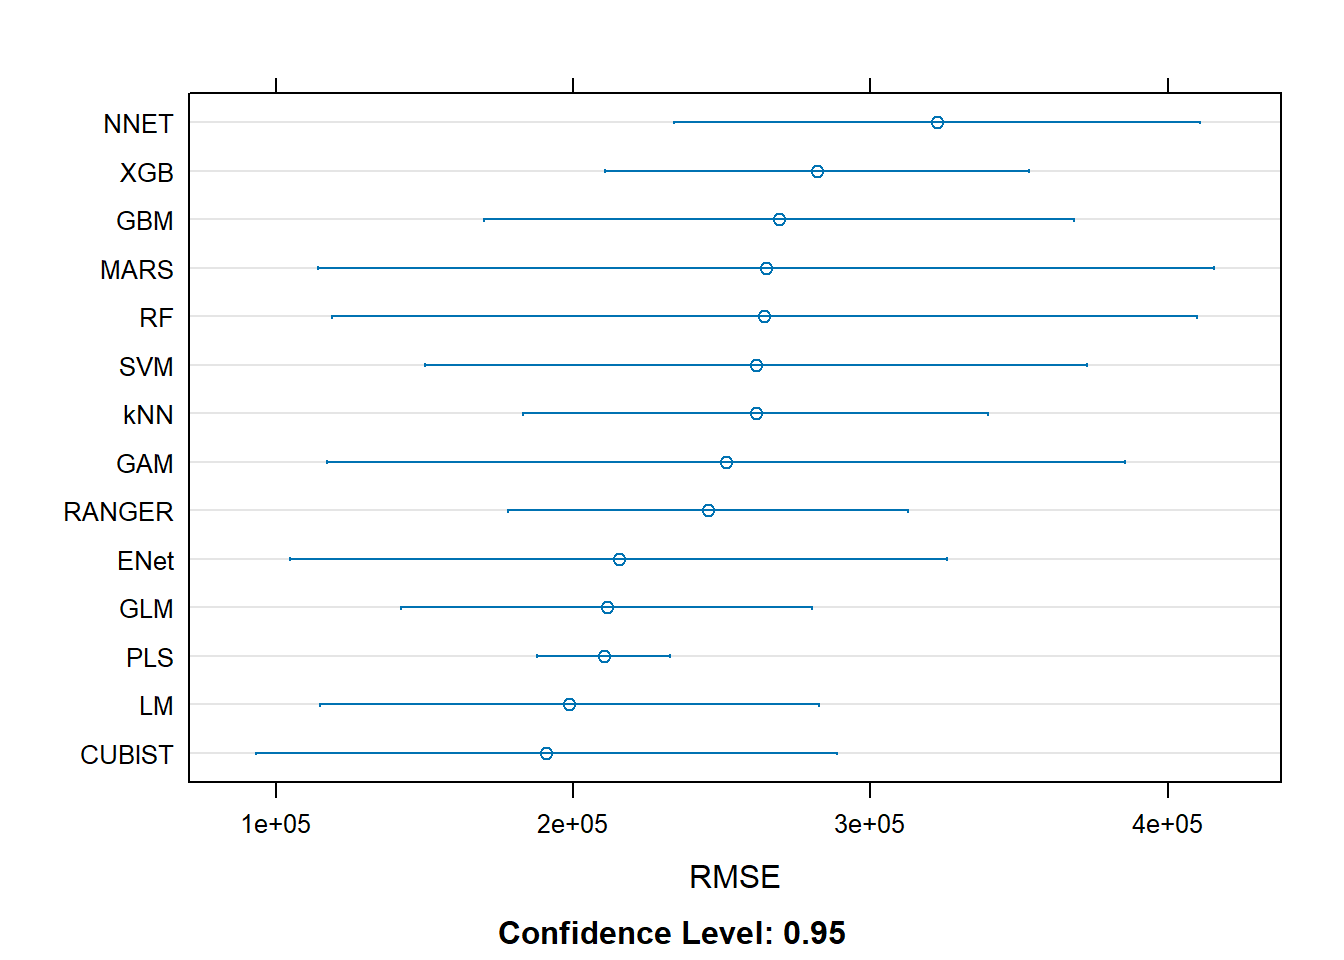 NNET
XGB
GBM
MARS
RF
SVM
kNN
GAM
RANGER
ENet
GLM
PLS
LM
CUBIST
1e+05 2e+05 3e+05 4e+05
RMSE
Confidence Level: 0.95